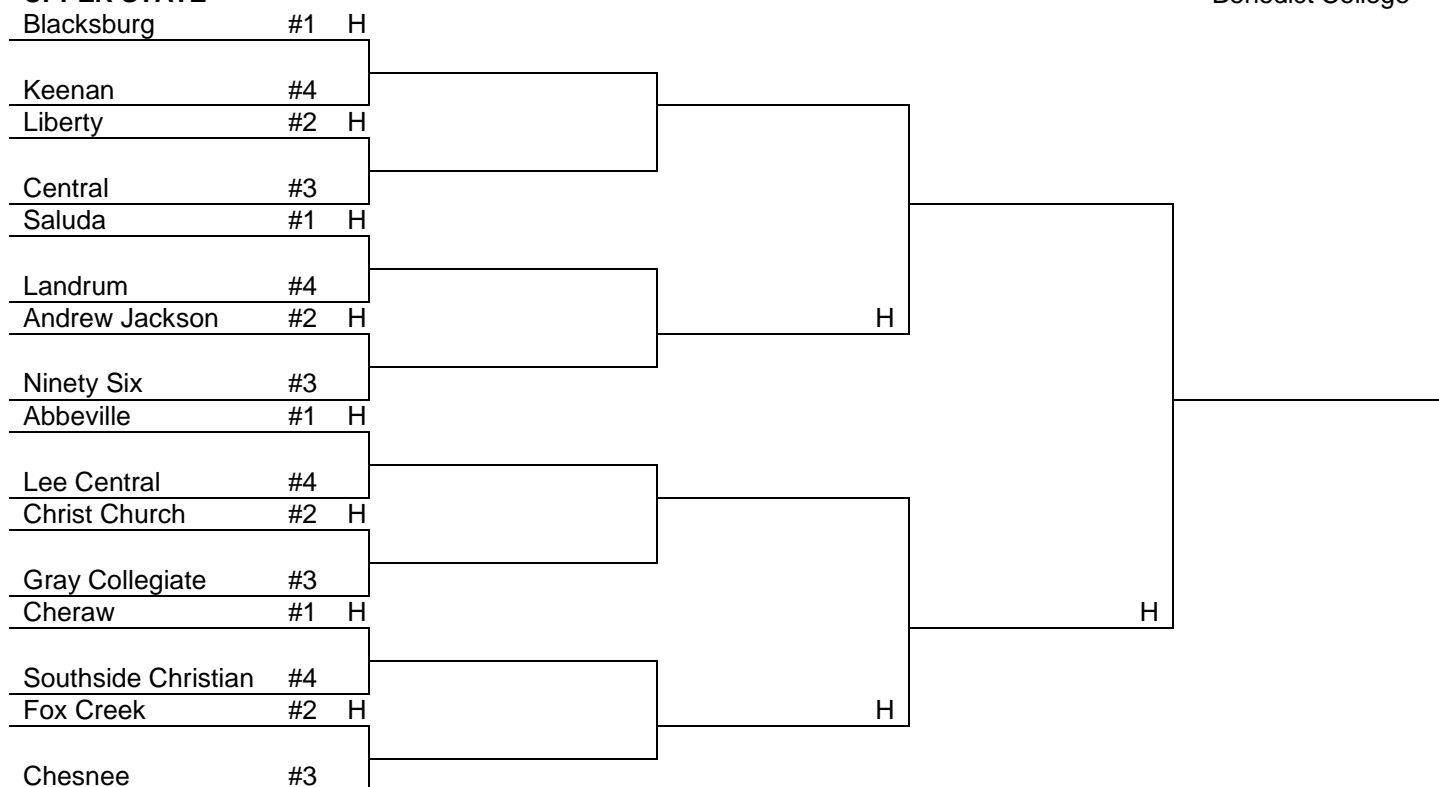 Blacksburg #1 H
Keenan #4
Liberty #2 H
Central #3
Saluda #1 H
Landrum #4
Andrew Jackson #2 H
H
Ninety Six #3
Abbeville #1 H
Lee Central #4
Christ Church #2 H
Gray Collegiate #3
Cheraw #1 H
H
Southside Christian #4
Fox Creek #2 H
H
Chesnee #3